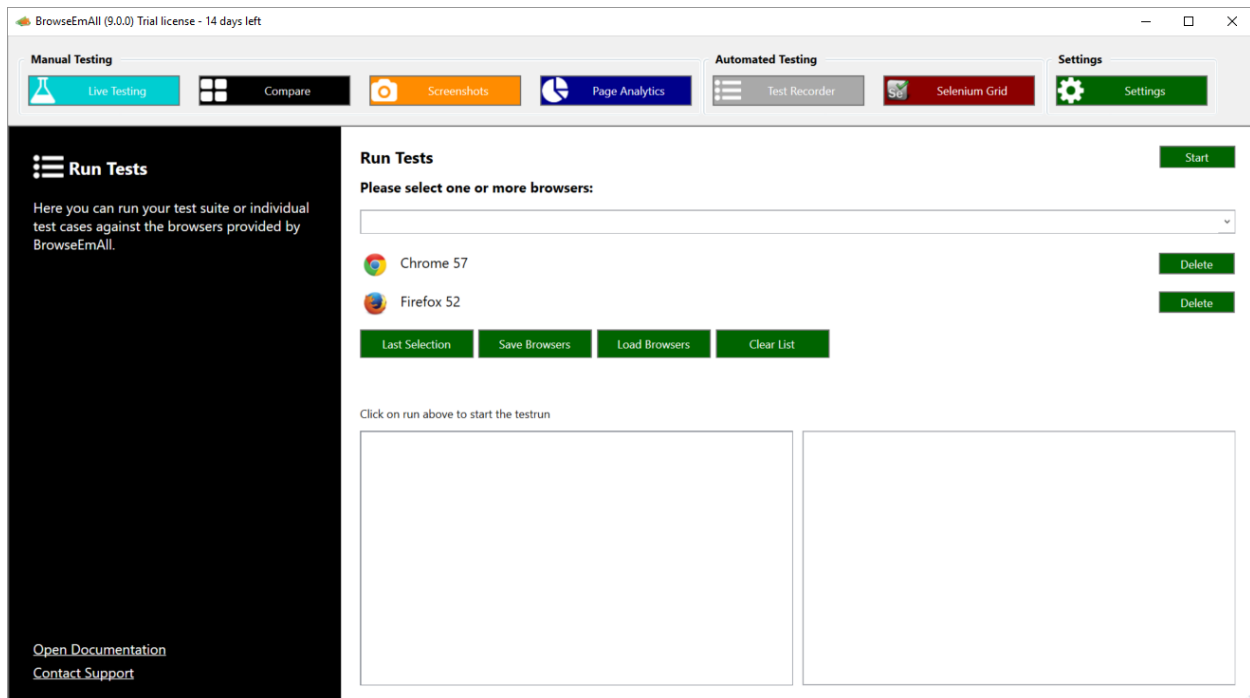 BrowseEmAll (9.0.0) Trial license - 14 days left
Manual Testing
Automated Testing
Settings
Live Testing
Compare
Screenshots
Page Analytics
Test Recorder
Se
Selenium Grid
Settings
Run Tests
Here you can run your test suite or individual
test cases against the browsers provided by
BrowseEmAll.
Open Documentation
Contact Support
Run Tests
Start
Please select one or more browsers:
Chrome 57
Delete
Firefox 52
Delete
Last Selection
Save Browsers
Load Browsers
Clear List
Click on run above to start the testrun